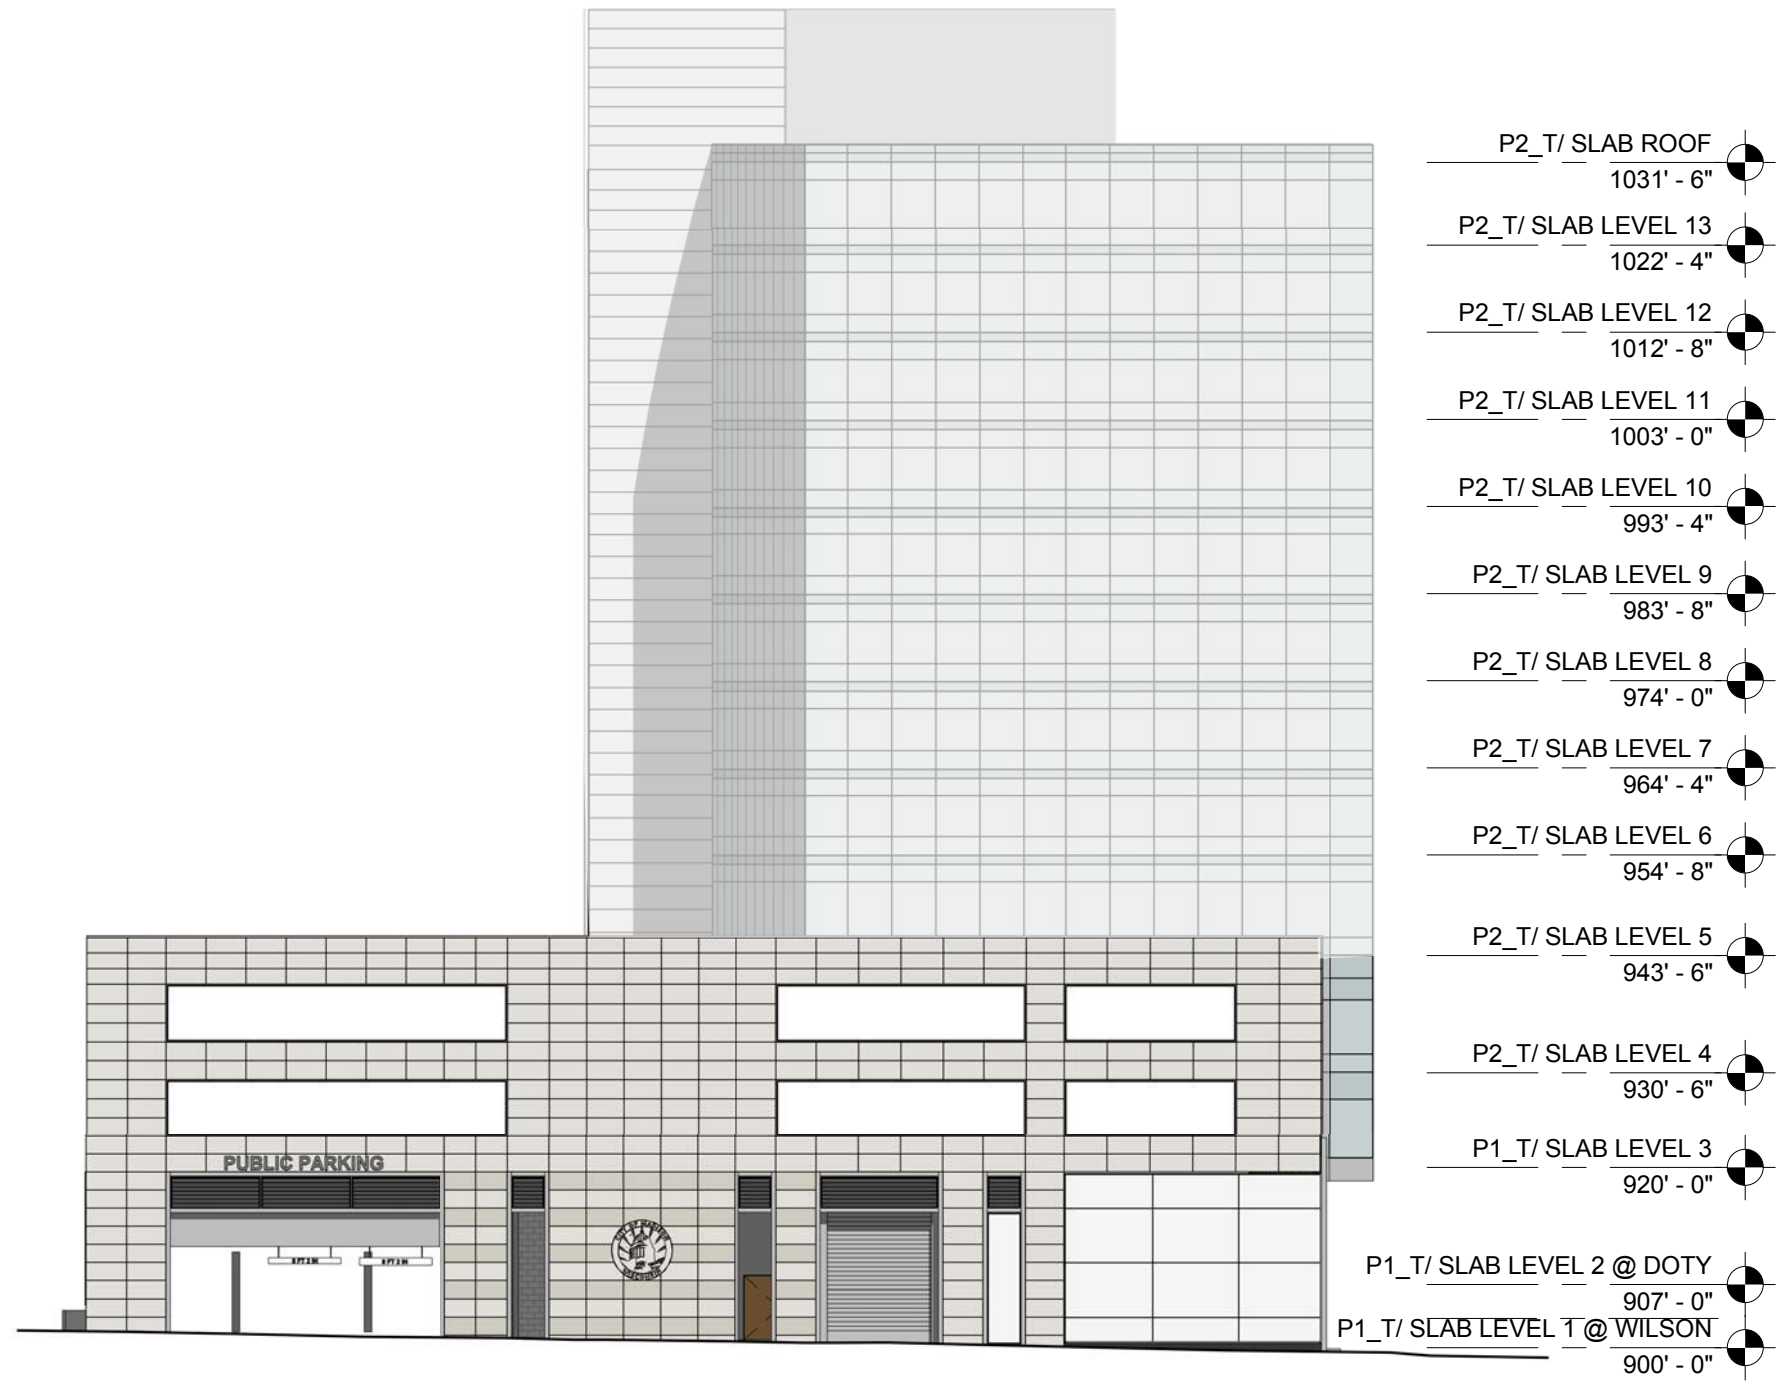 P2_T/ SLAB ROOF
1031' - 6"
P2_T/ SLAB LEVEL 13
1022' - 4"
P2_T/ SLAB LEVEL 12
1012' - 8"
P2_T/ SLAB LEVEL 11
1003' - 0"
P2_T/ SLAB LEVEL 10
993' - 4"
P2_T/ SLAB LEVEL 9
983' - 8"
P2_T/ SLAB LEVEL 8
974' - 0"
P2_T/ SLAB LEVEL 7
964' - 4"
P2_T/ SLAB LEVEL 6
954' - 8"
P2_T/ SLAB LEVEL 5
943' - 6"
P2_T/ SLAB LEVEL 4
930' - 6"
P1_T/ SLAB LEVEL 3
920' - 0"
PUBLIC PARKING
CITY OF MADISON
WISCONSIN
P1_T/ SLAB LEVEL 2 @ DOTY
907' - 0"
P1_T/ SLAB LEVEL 1 @ WILSON
900' - 0"